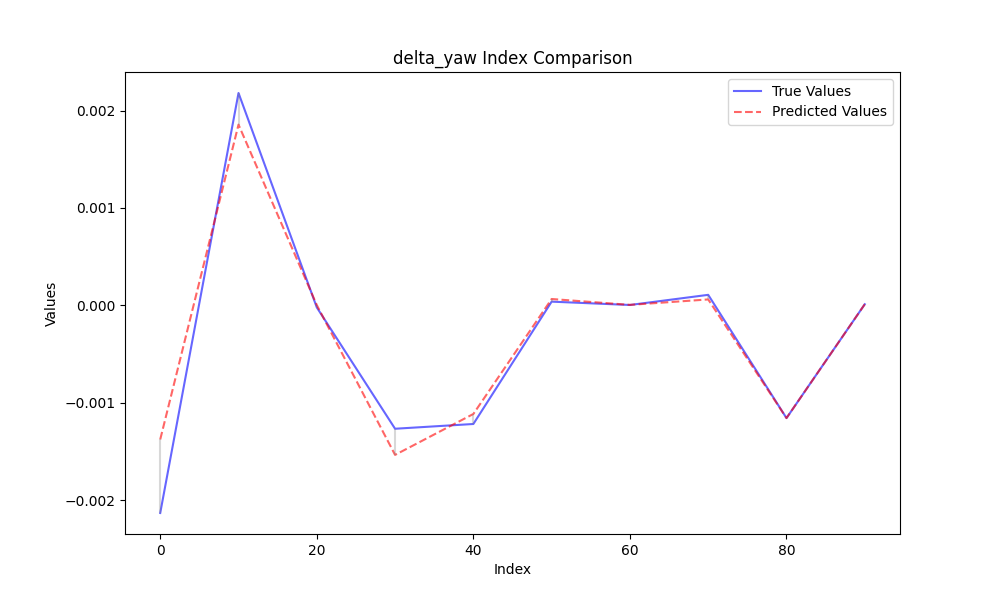 delta_yaw Index Comparison
True Values
Predicted Values
0.002
0.001
0.000
−0.001
−0.002
Values
0
20
40
60
80
Index